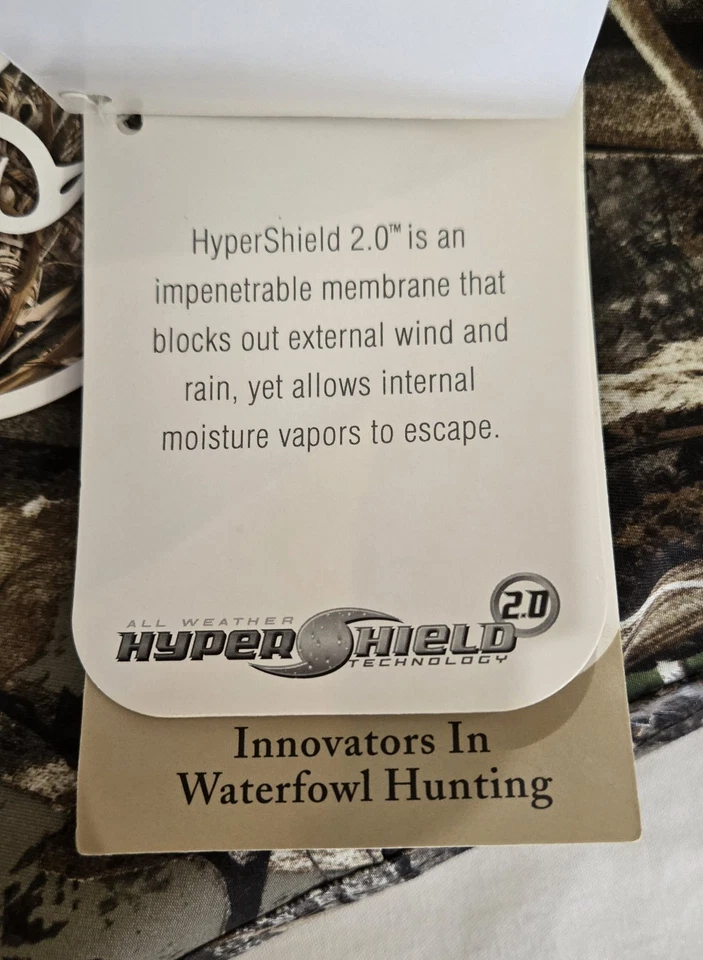 HyperShield 2.0™ is an
impenetrable membrane that
blocks out external wind and
rain, yet allows internal
moisture vapors to escape.
ALL WEATHER
HYPERSHIELD 2.0
TECHNOLOGY
Innovators In
Waterfowl Hunting